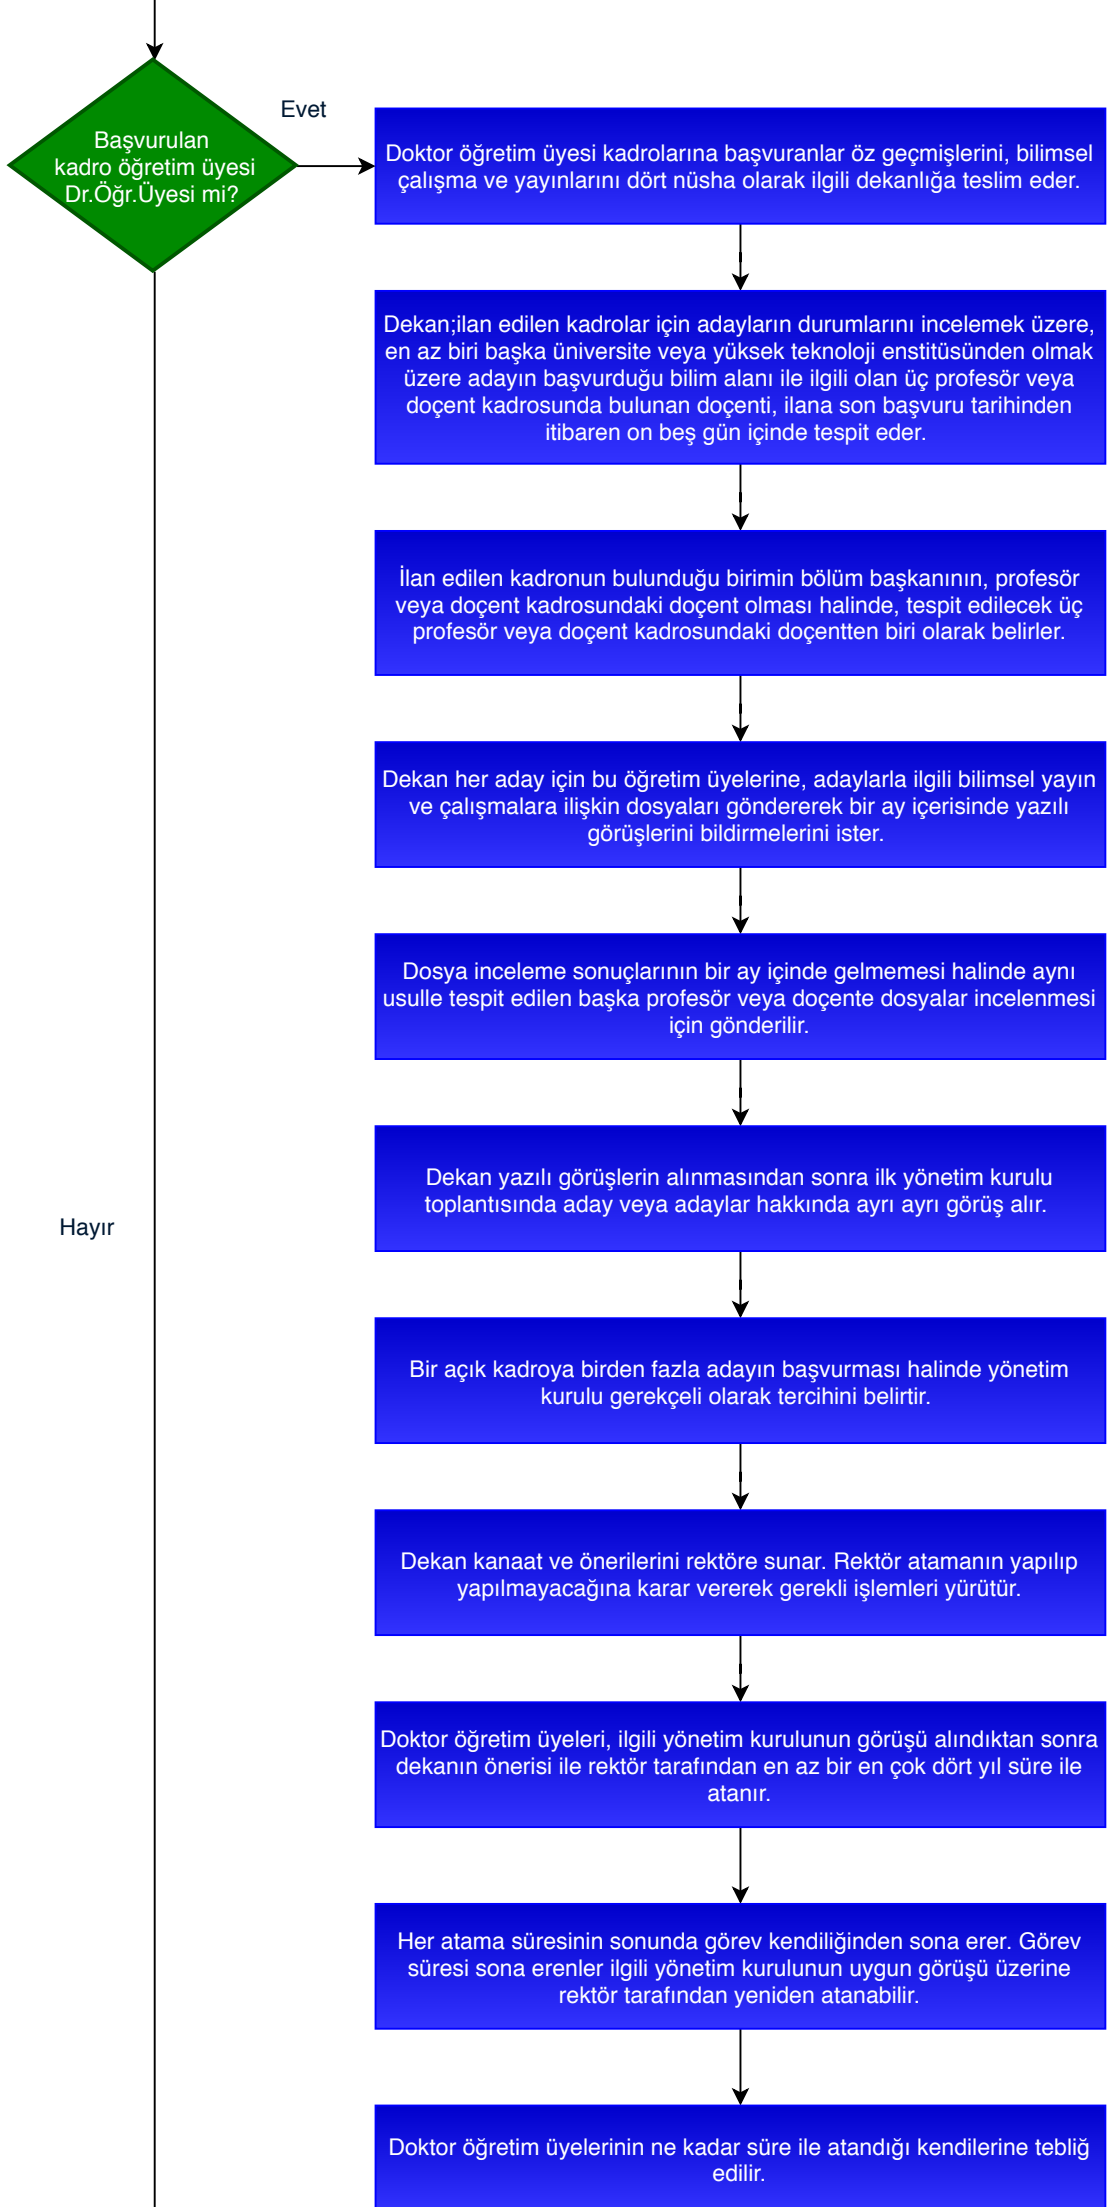 Başvurulan
kadro öğretim üyesi
Dr.Öğr.Üyesi mi?
Evet
Doktor öğretim üyesi kadrolarına başvuranlar öz geçmişlerini, bilimsel
çalışma ve yayınlarını dört nüsha olarak ilgili dekanlığa teslim eder.
Dekan;ilan edilen kadrolar için adayların durumlarını incelemek üzere,
en az biri başka üniversite veya yüksek teknoloji enstitüsünden olmak
üzere adayın başvurduğu bilim alanı ile ilgili olan üç profesör veya
doçent kadrosunda bulunan doçenti, ilana son başvuru tarihinden
itibaren on beş gün içinde tespit eder.
İlan edilen kadronun bulunduğu birimin bölüm başkanının, profesör
veya doçent kadrosundaki doçent olması halinde, tespit edilecek üç
profesör veya doçent kadrosundaki doçentten biri olarak belirler.
Dekan her aday için bu öğretim üyelerine, adaylarla ilgili bilimsel yayın
ve çalışmalara ilişkin dosyaları göndererek bir ay içerisinde yazılı
görüşlerini bildirmelerini ister.
Dosya inceleme sonuçlarının bir ay içinde gelmemesi halinde aynı
usulle tespit edilen başka profesör veya doçente dosyalar incelenmesi
için gönderilir.
Dekan yazılı görüşlerin alınmasından sonra ilk yönetim kurulu
toplantısında aday veya adaylar hakkında ayrı ayrı görüş alır.
Hayır
Bir açık kadroya birden fazla adayın başvurması halinde yönetim
kurulu gerekçeli olarak tercihini belirtir.
Dekan kanaat ve önerilerini rektöre sunar. Rektör atamanın yapılıp
yapılmayacağına karar vererek gerekli işlemleri yürütür.
Doktor öğretim üyeleri, ilgili yönetim kurulunun görüşü alındıktan sonra
dekanın önerisi ile rektör tarafından en az bir en çok dört yıl süre ile
atanır.
Her atama süresinin sonunda görev kendiliğinden sona erer. Görev
süresi sona erenler ilgili yönetim kurulunun uygun görüşü üzerine
rektör tarafından yeniden atanabilir.
Doktor öğretim üyelerinin ne kadar süre ile atandığı kendilerine tebliğ
edilir.